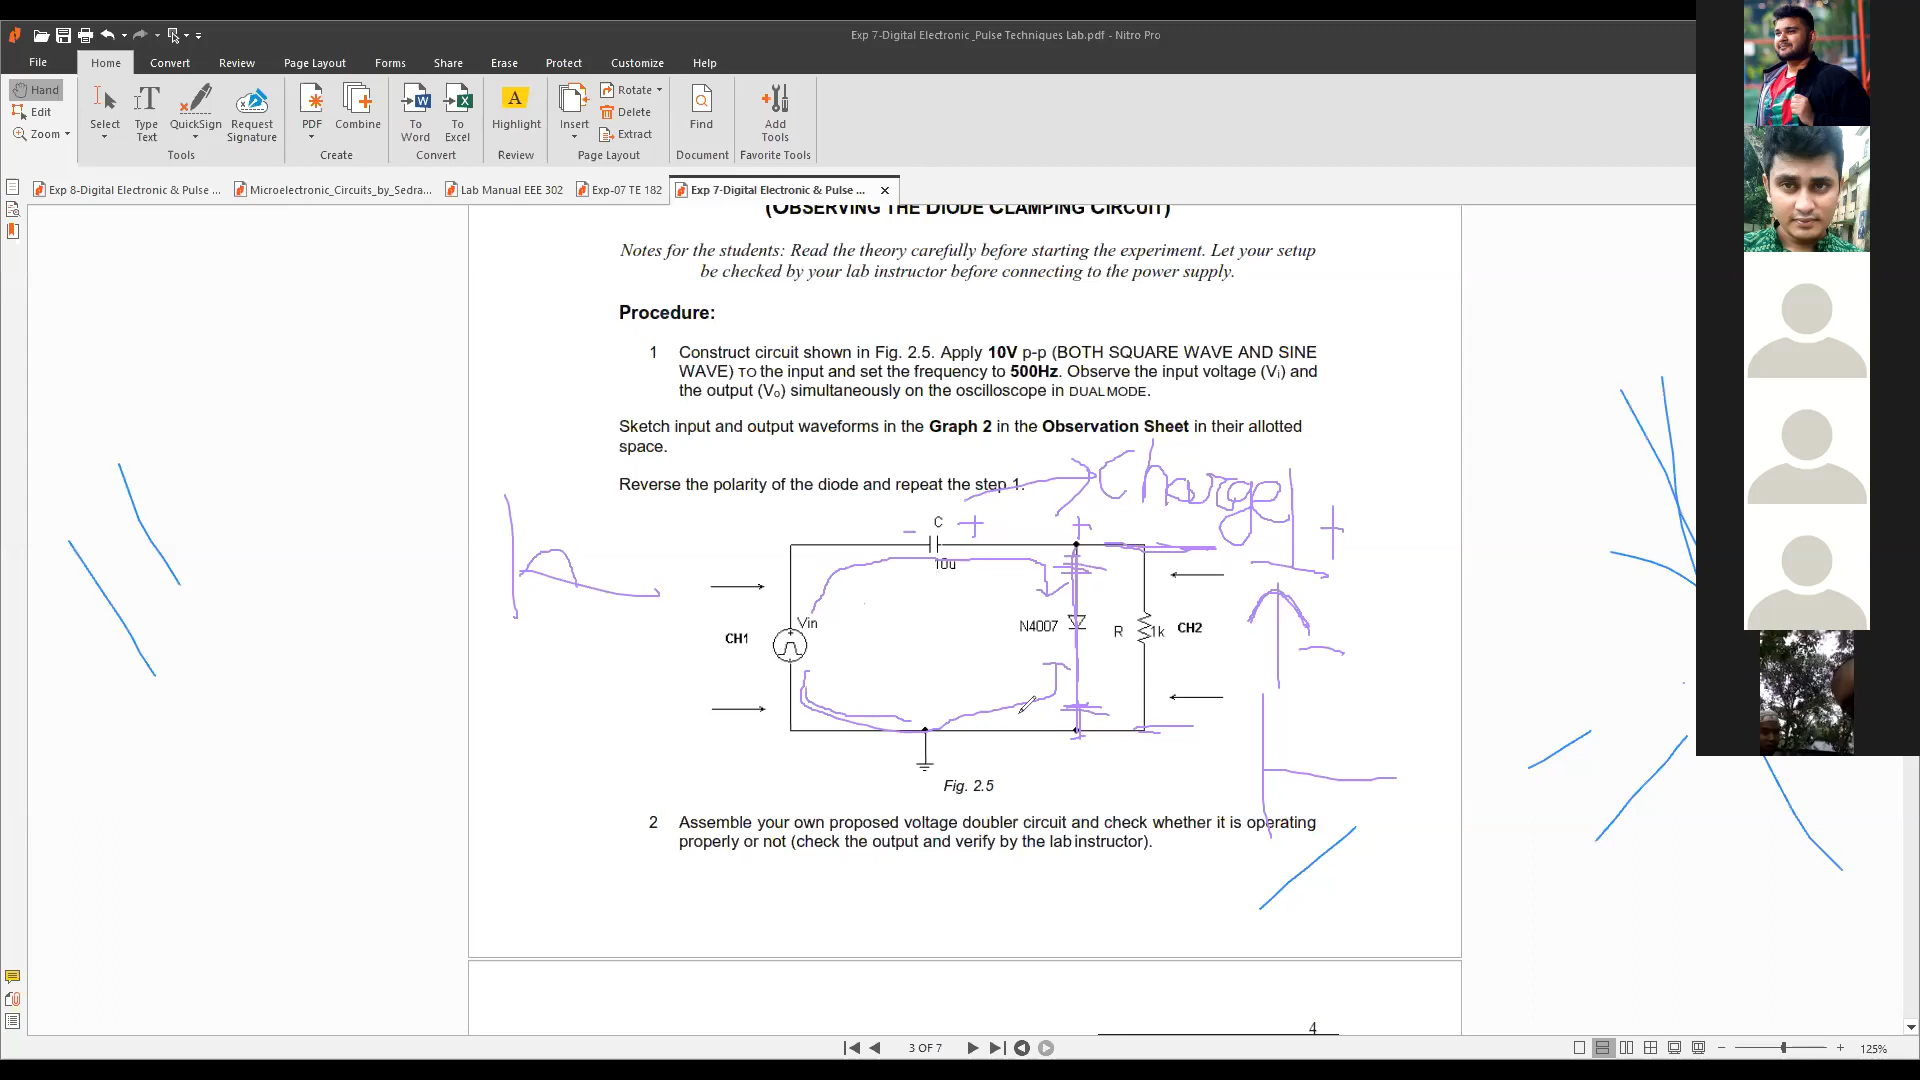 Exp 7-Digital Electronic _Pulse Techniques Lab.pdf - Nitro Pro
File Home Convert Review Page Layout Forms Share Erase Protect Customize Help
Hand
Edit
Zoom
Select
Type Text
QuickSign
Request Signature
Tools
PDF
Combine
Create
To Word
To Excel
Convert
A
Highlight
Review
Insert
Rotate
Delete
Extract
Page Layout
Find
Document
Add Tools
Favorite Tools
Exp 8-Digital Electronic & Pulse ...
Microelectronic_Circuits_by_Sedra...
Lab Manual EEE 302
Exp-07 TE 182
Exp 7-Digital Electronic & Pulse ...
(OBSERVING THE DIODE CLAMPING CIRCUIT)
Notes for the students: Read the theory carefully before starting the experiment. Let your setup
be checked by your lab instructor before connecting to the power supply.
Procedure:
1 Construct circuit shown in Fig. 2.5. Apply 10V p-p (BOTH SQUARE WAVE AND SINE
WAVE) TO the input and set the frequency to 500Hz. Observe the input voltage (Vi) and
the output (Vo) simultaneously on the oscilloscope in DUAL MODE.
Sketch input and output waveforms in the Graph 2 in the Observation Sheet in their allotted
space.
Reverse the polarity of the diode and repeat the step 1.
Charge
- C + + +
10u
Vin
N4007
R 1k CH2
CH1
Fig. 2.5
2 Assemble your own proposed voltage doubler circuit and check whether it is operating
properly or not (check the output and verify by the lab instructor).
4
3 OF 7
125%